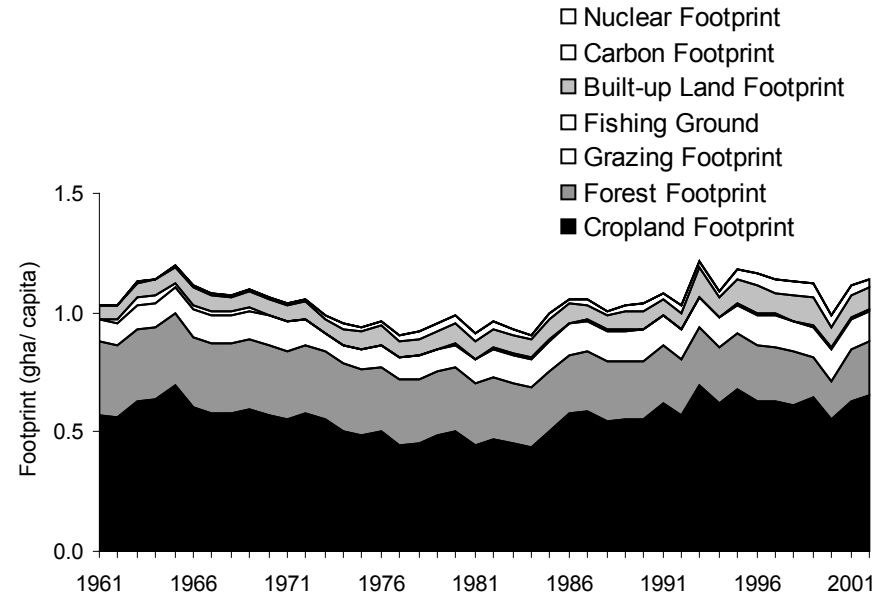 Nuclear Footprint
Carbon Footprint
Built-up Land Footprint
Fishing Ground
Grazing Footprint
Forest Footprint
Cropland Footprint
1.5
1.0
0.5
0.0
Footprint (gha/ capita)
1961 1966 1971 1976 1981 1986 1991 1996 2001